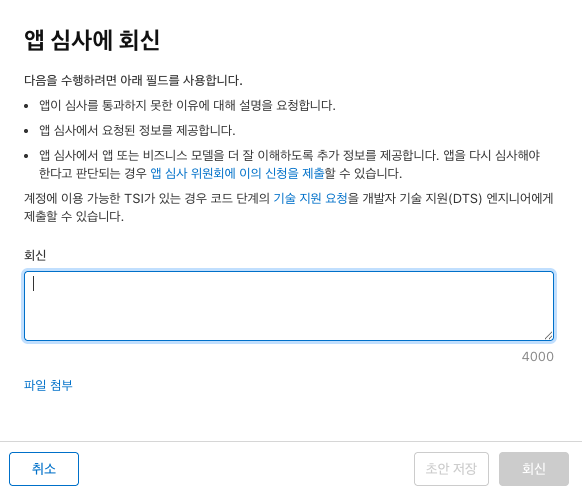 앱 심사에 회신
다음을 수행하려면 아래 필드를 사용합니다.
• 앱이 심사를 통과하지 못한 이유에 대해 설명을 요청합니다.
• 앱 심사에서 요청된 정보를 제공합니다.
• 앱 심사에서 앱 또는 비즈니스 모델을 더 잘 이해하도록 추가 정보를 제공합니다. 앱을 다시 심사해야
한다고 판단되는 경우 앱 심사 위원회에 이의 신청을 제출할 수 있습니다.
계정에 이용 가능한 TSI가 있는 경우 코드 단계의 기술 지원 요청을 개발자 기술 지원(DTS) 엔지니어에게
제출할 수 있습니다.
회신
4000
파일 첨부
취소
초안 저장
회신